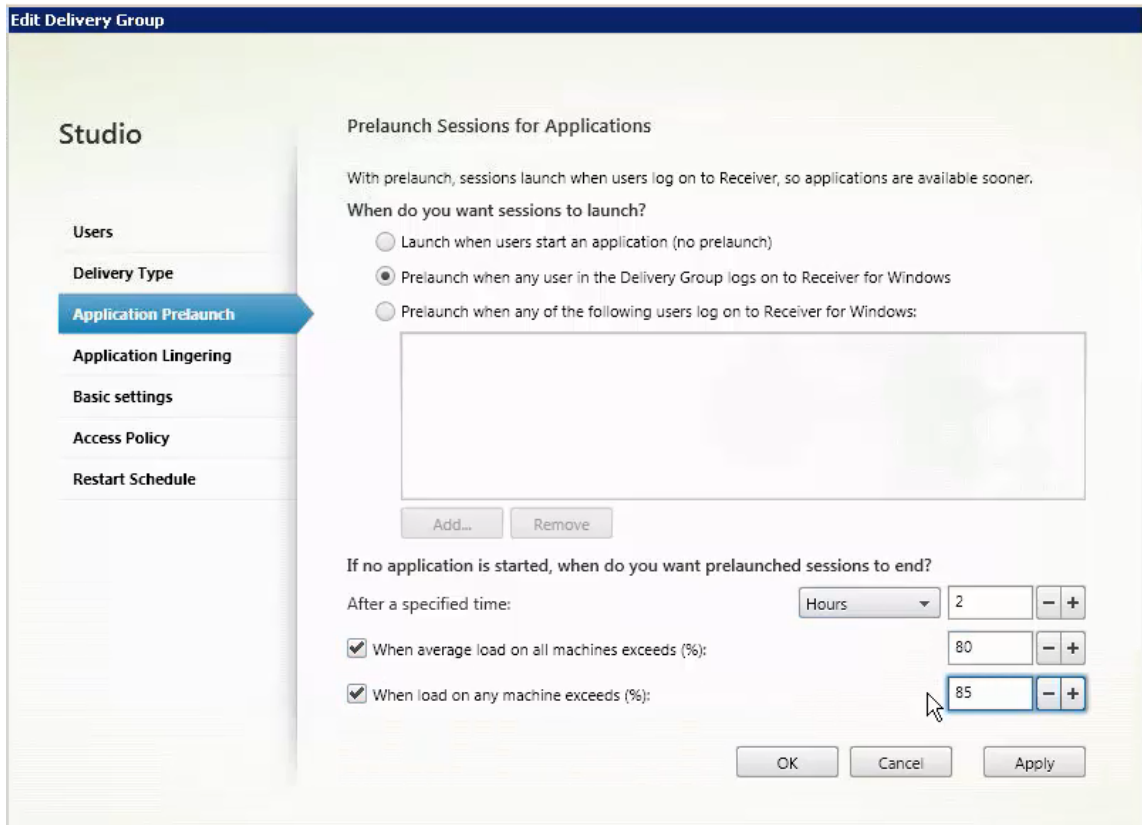 Edit Delivery Group
Studio
Users
Delivery Type
Application Prelaunch
Application Lingering
Basic settings
Access Policy
Restart Schedule
Prelaunch Sessions for Applications
With prelaunch, sessions launch when users log on to Receiver, so applications are available sooner.
When do you want sessions to launch?
Launch when users start an application (no prelaunch)
Prelaunch when any user in the Delivery Group logs on to Receiver for Windows
Prelaunch when any of the following users log on to Receiver for Windows:
Add... Remove
If no application is started, when do you want prelaunched sessions to end?
After a specified time: Hours 2 − +
When average load on all machines exceeds (%): 80 − +
When load on any machine exceeds (%): 85 − +
OK Cancel Apply